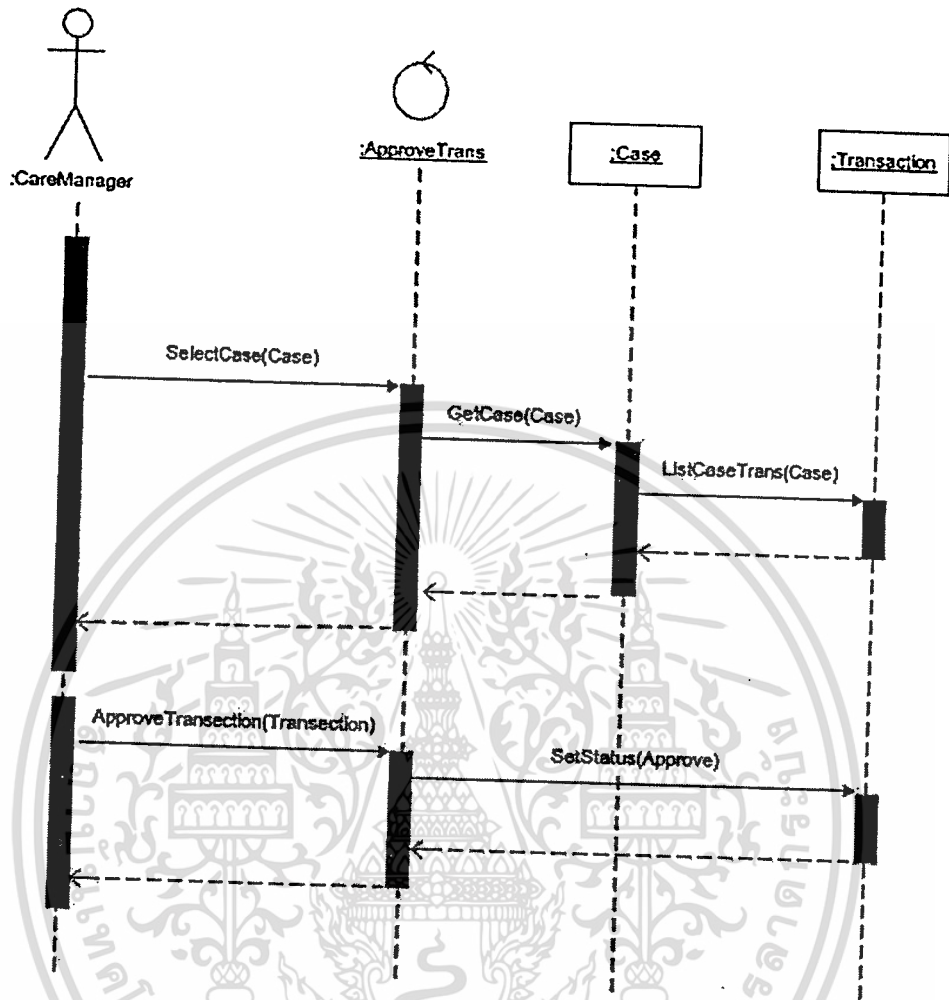 :CareManager
:ApproveTrans
:Case
:Transaction
SelectCase(Case)
GetCase(Case)
ListCaseTrans(Case)
ApproveTransection(Transection)
SetStatus(Approve)